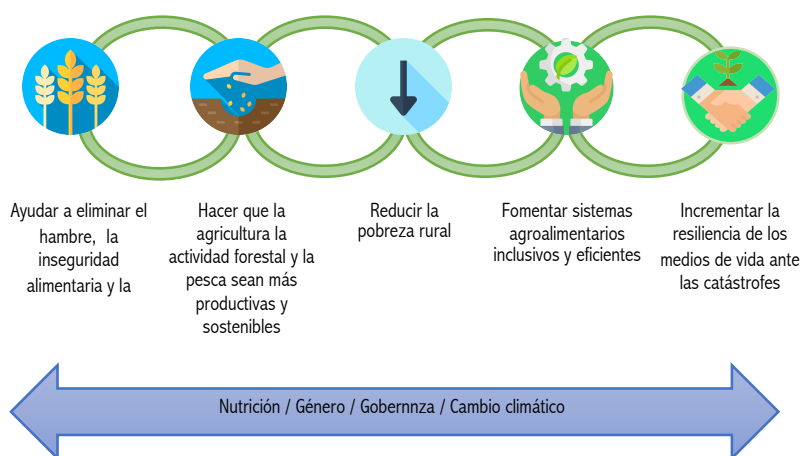 Ayudar a eliminar el
hambre, la
inseguridad
alimentaria y la
Hacer que la
agricultura la
actividad forestal y la
pesca sean más
productivas y
sostenibles
Reducir la
pobreza rural
Fomentar sistemas
agroalimentarios
inclusivos y eficientes
Incrementar la
resiliencia de los
medios de vida ante
las catástrofes
Nutrición / Género / Gobernnza / Cambio climático